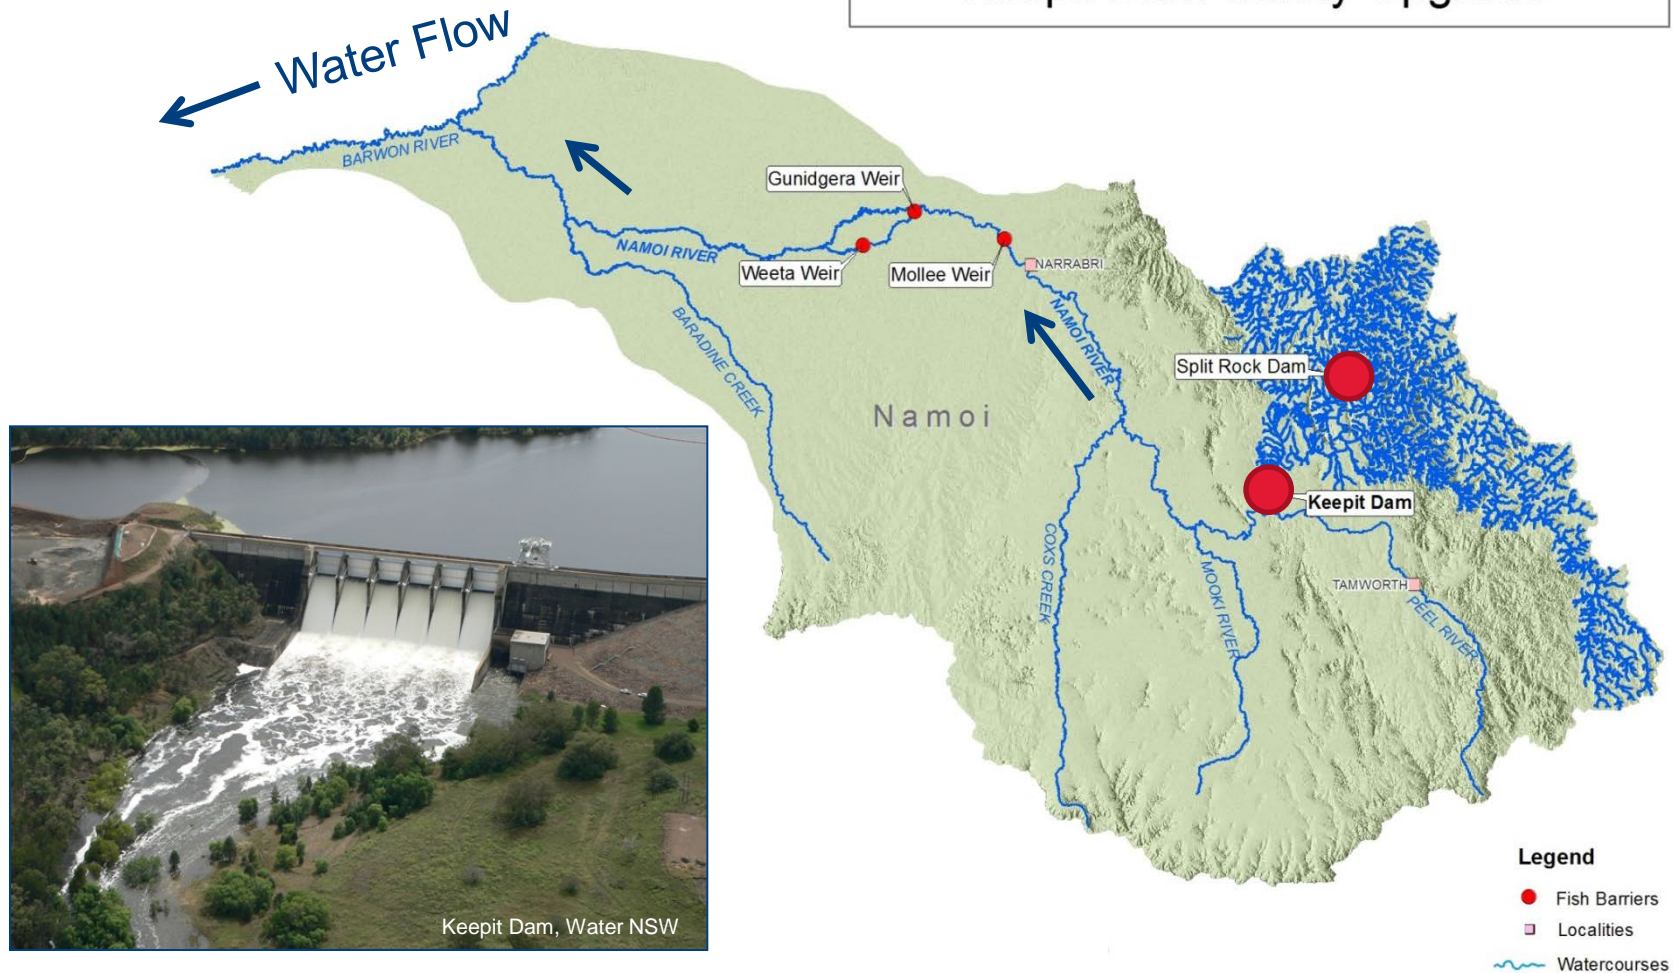 Water Flow
BARWON RIVER
Gunidgera Weir
NAMOI RIVER
Weeta Weir
Mollee Weir
NARRABRI
NAMOI RIVER
BARADINE CREEK
Split Rock Dam
Namoi
Keepit Dam
COXS CREEK
MOOKI RIVER
TAMWORTH
PEEL RIVER
Keepit Dam, Water NSW
Legend
Fish Barriers
Localities
Watercourses